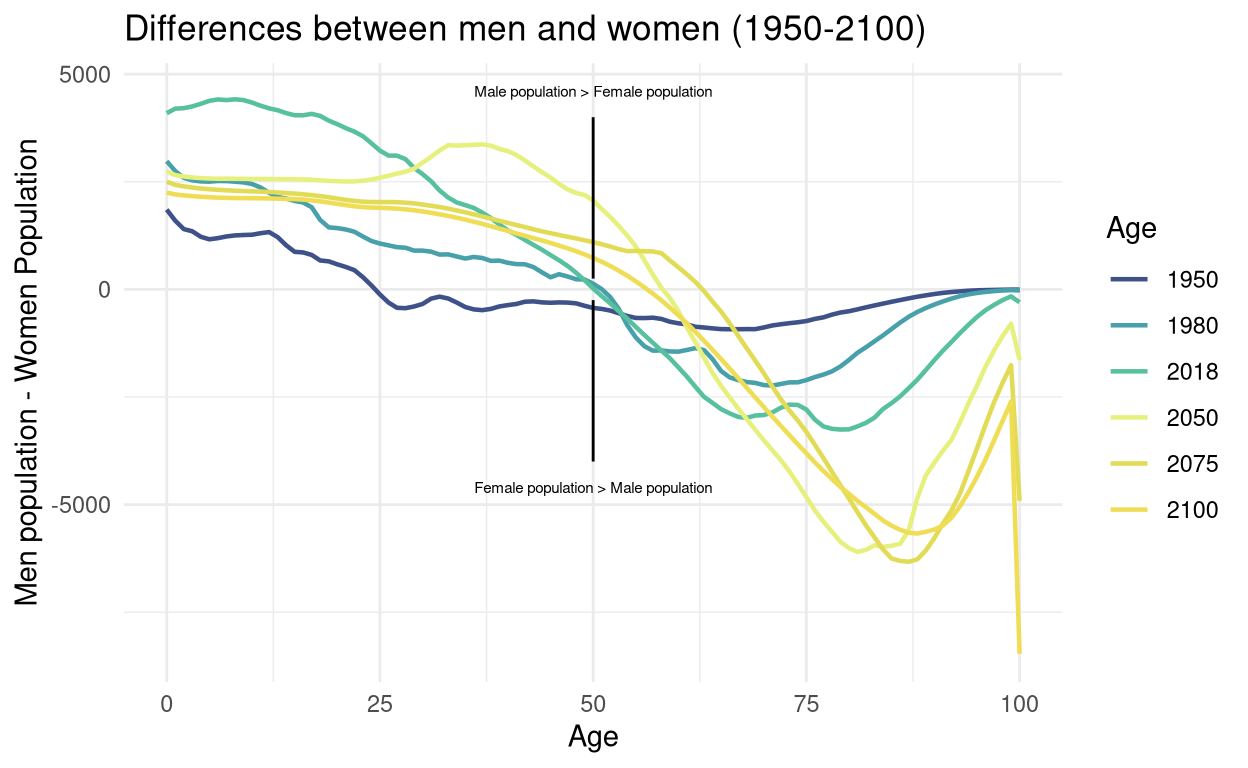 Differences between men and women (1950-2100)
Men population - Women Population
5000
0
-5000
Male population > Female population
Female population > Male population
0 25 50 75 100
Age
Age
1950
1980
2018
2050
2075
2100